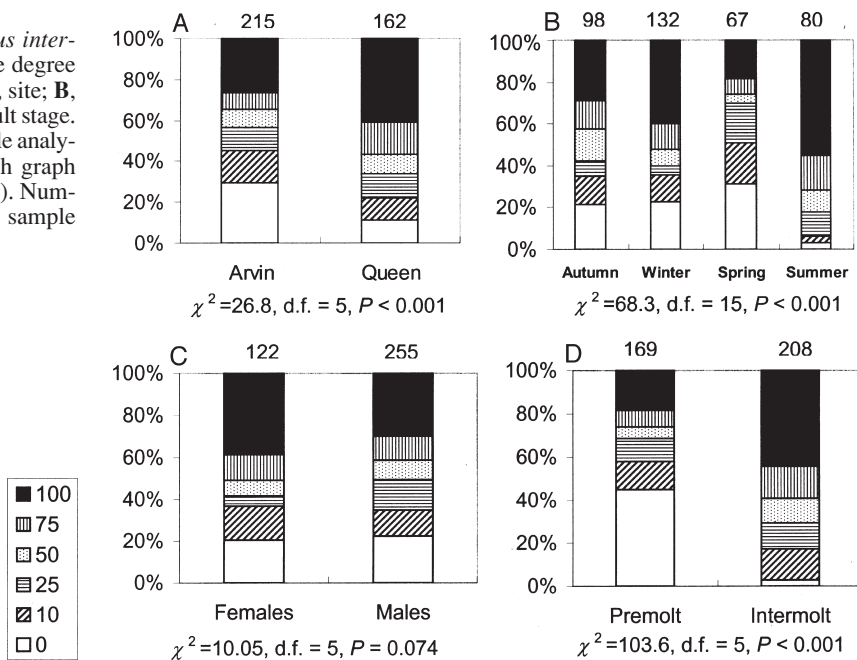 us inter-
e degree
, site; B,
ult stage.
le analy-
h graph
). Num-
sample
A 215 162
100%
80%
60%
40%
20%
0%
Arvin Queen
χ² =26.8, d.f. = 5, P < 0.001
B 98 132 67 80
100%
80%
60%
40%
20%
0%
Autumn Winter Spring Summer
χ² =68.3, d.f. = 15, P < 0.001
C 122 255
100%
80%
60%
40%
20%
0%
Females Males
χ² =10.05, d.f. = 5, P = 0.074
D 169 208
100%
80%
60%
40%
20%
0%
Premolt Intermolt
χ² =103.6, d.f. = 5, P < 0.001
100
75
50
25
10
0